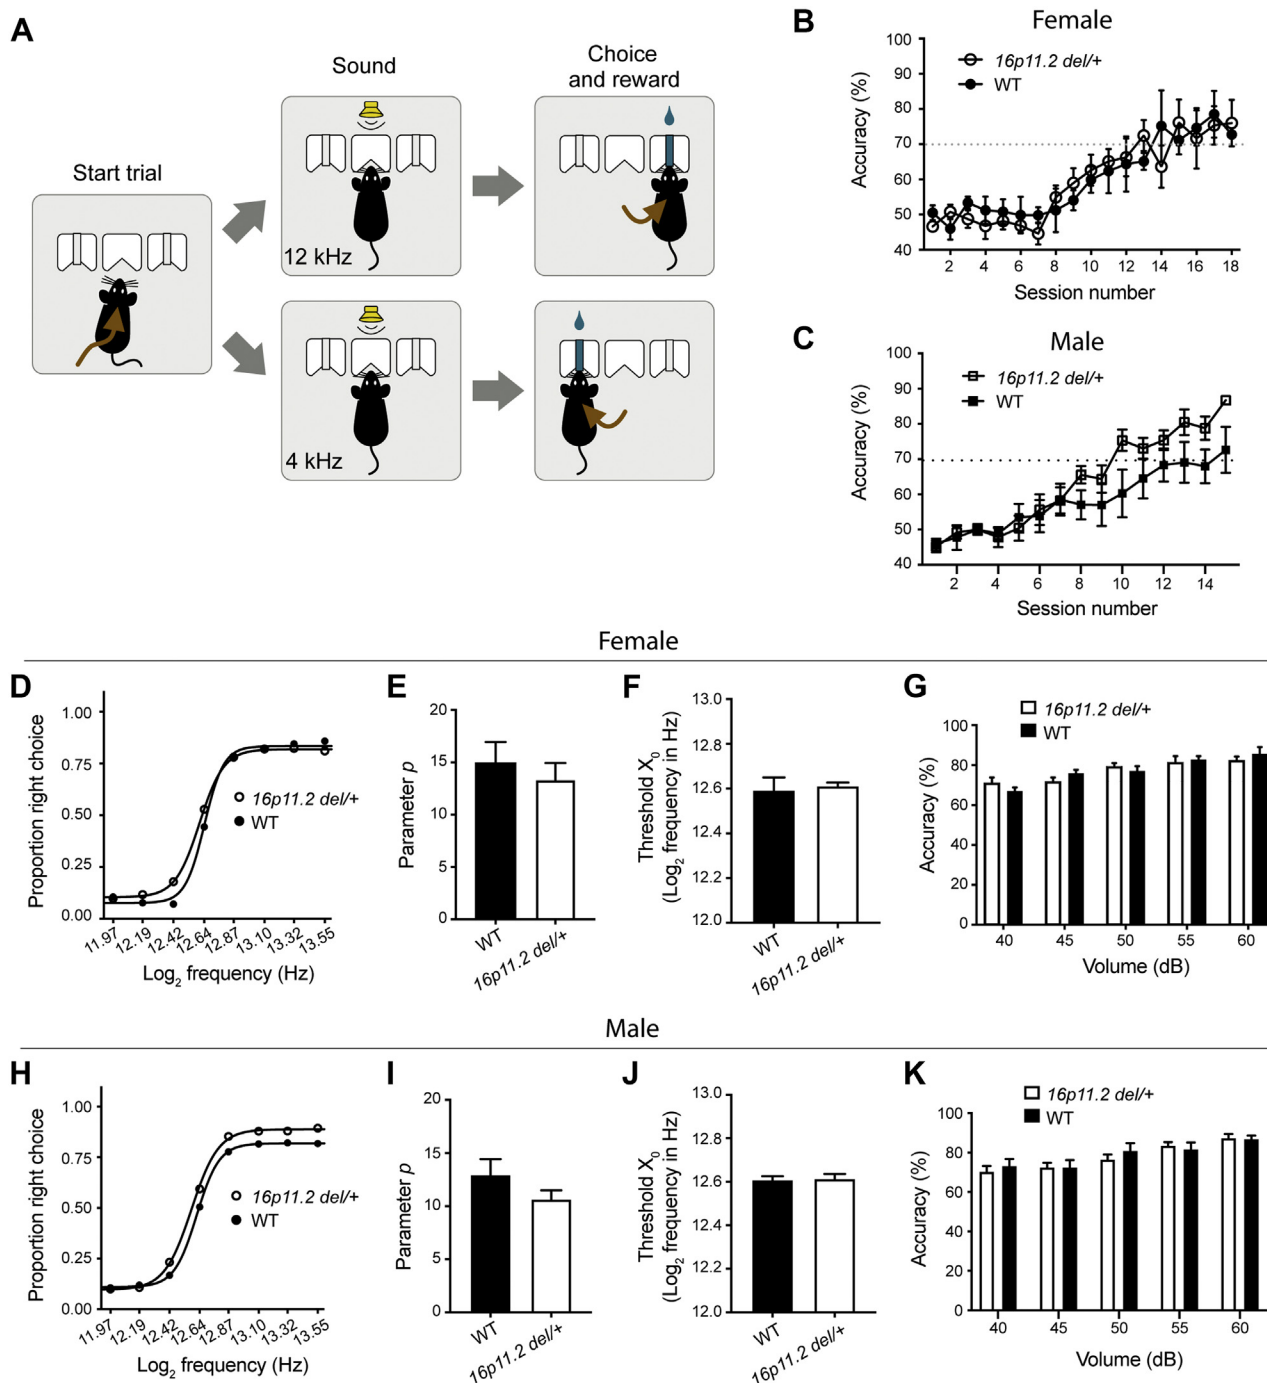 A
Start trial
Sound
Choice
and reward
12 kHz
4 kHz
B
Female
Accuracy (%)
100
90
80
70
60
50
40
16p11.2 del/+
WT
2 4 6 8 10 12 14 16 18
Session number
C
Male
Accuracy (%)
100
90
80
70
60
50
40
16p11.2 del/+
WT
2 4 6 8 10 12 14
Session number
Female
D
Proportion right choice
1.00
0.75
0.50
0.25
0.00
16p11.2 del/+
WT
11.97 12.19 12.42 12.64 12.87 13.10 13.32 13.55
Log2 frequency (Hz)
E
Parameter p
20
15
10
5
0
WT
16p11.2 del/+
F
Threshold X0
(Log2 frequency in Hz)
13.0
12.8
12.6
12.4
12.2
12.0
WT
16p11.2 del/+
G
16p11.2 del/+
WT
Accuracy (%)
100
80
60
40
20
0
40 45 50 55 60
Volume (dB)
Male
H
Proportion right choice
1.00
0.75
0.50
0.25
0.00
16p11.2 del/+
WT
11.97 12.19 12.42 12.64 12.87 13.10 13.32 13.55
Log2 frequency (Hz)
I
Parameter p
20
15
10
5
0
WT
16p11.2 del/+
J
Threshold X0
(Log2 frequency in Hz)
13.0
12.8
12.6
12.4
12.2
12.0
WT
16p11.2 del/+
K
16p11.2 del/+
WT
Accuracy (%)
100
80
60
40
20
0
40 45 50 55 60
Volume (dB)